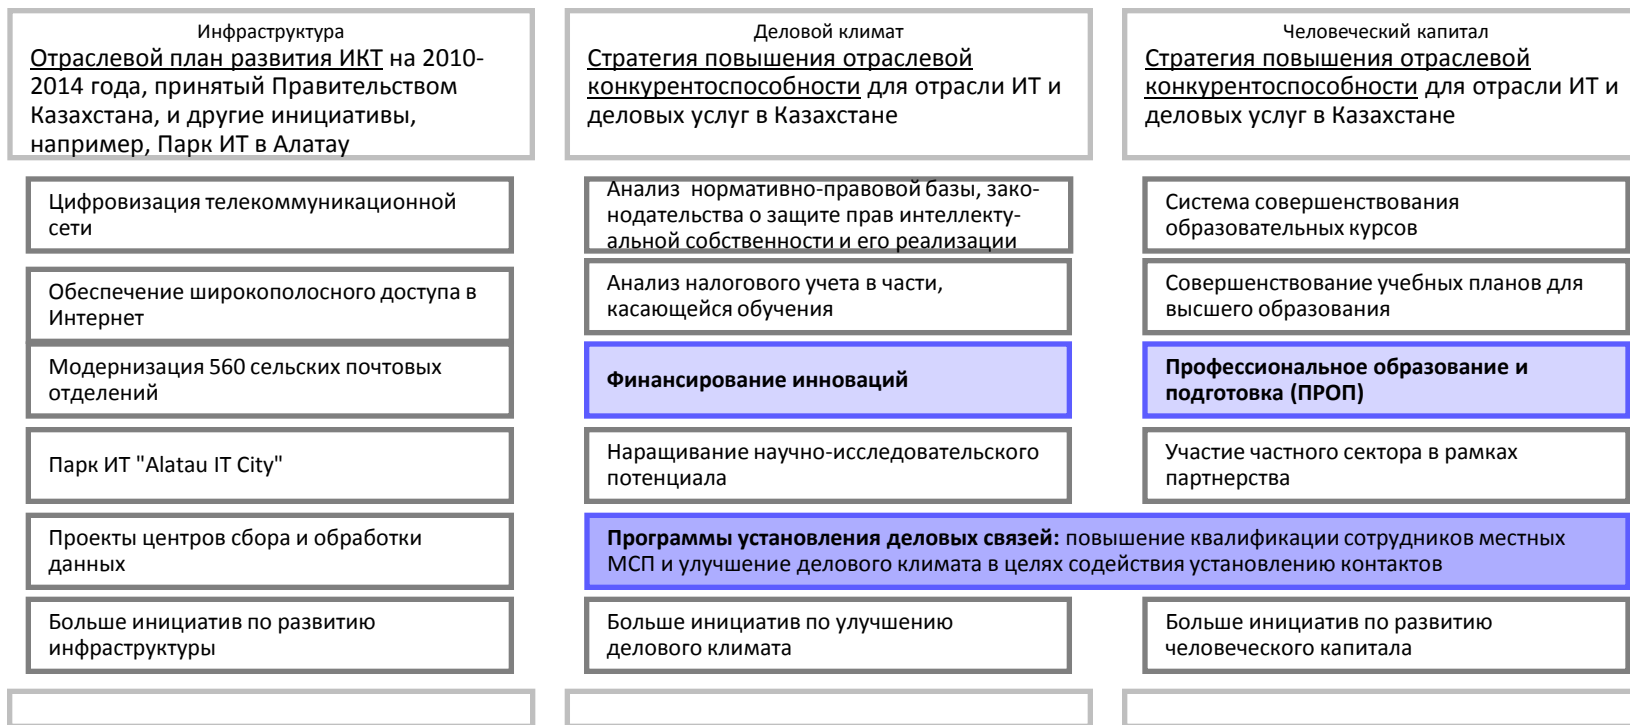 Инфраструктура
Отраслевой план развития ИКТ на 2010-
2014 года, принятый Правительством
Казахстана, и другие инициативы,
например, Парк ИТ в Алатау
Цифровизация телекоммуникационной
сети
Обеспечение широкополосного доступа в
Интернет
Модернизация 560 сельских почтовых
отделений
Парк ИТ "Alatau IT City"
Проекты центров сбора и обработки
данных
Больше инициатив по развитию
инфраструктуры
Деловой климат
Стратегия повышения отраслевой
конкурентоспособности для отрасли ИТ и
деловых услуг в Казахстане
Анализ нормативно-правовой базы, зако-
нодательства о защите прав интеллекту-
альной собственности и его реализации
Анализ налогового учета в части,
касающейся обучения
Финансирование инноваций
Наращивание научно-исследовательского
потенциала
Программы установления деловых связей: повышение квалификации сотрудников местных
МСП и улучшение делового климата в целях содействия установлению контактов
Больше инициатив по улучшению
делового климата
Человеческий капитал
Стратегия повышения отраслевой
конкурентоспособности для отрасли ИТ и
деловых услуг в Казахстане
Система совершенствования
образовательных курсов
Совершенствование учебных планов для
высшего образования
Профессиональное образование и
подготовка (ПРОП)
Участие частного сектора в рамках
партнерства
Больше инициатив по развитию
человеческого капитала